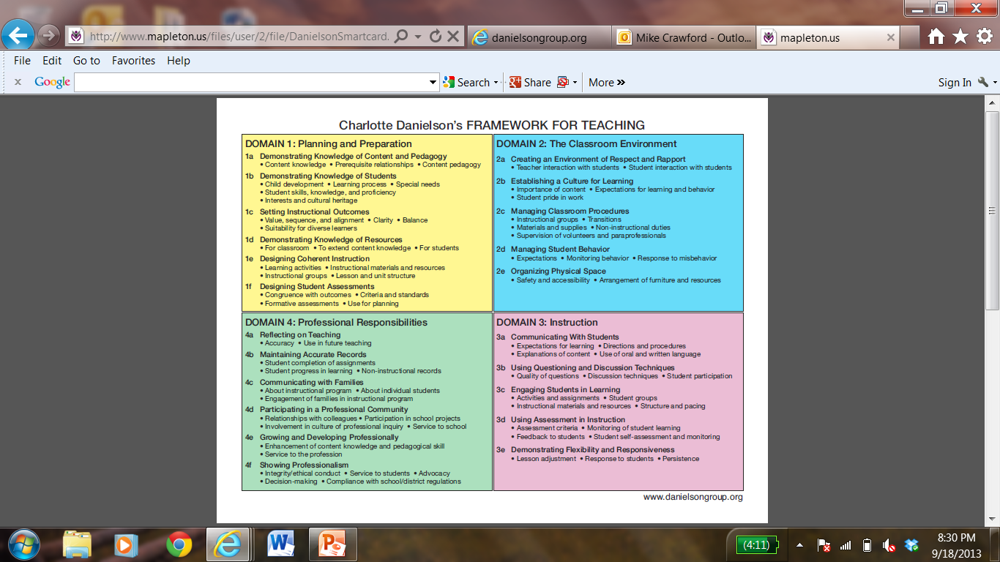 http://www.mapleton.us/files/user/2/file/DanielsonSmartcard.
danielsongroup.org
Mike Crawford - Outlo...
mapleton.us
File Edit Go to Favorites Help
x Google Search Share More »
Sign In
Charlotte Danielson's FRAMEWORK FOR TEACHING
DOMAIN 1: Planning and Preparation
1a Demonstrating Knowledge of Content and Pedagogy
• Content knowledge • Prerequisite relationships • Content pedagogy
1b Demonstrating Knowledge of Students
• Child development • Learning process • Special needs
• Student skills, knowledge, and proficiency
• Interests and cultural heritage
1c Setting Instructional Outcomes
• Value, sequence, and alignment • Clarity • Balance
• Suitability for diverse learners
1d Demonstrating Knowledge of Resources
• For classroom • To extend content knowledge • For students
1e Designing Coherent Instruction
• Learning activities • Instructional materials and resources
• Instructional groups • Lesson and unit structure
1f Designing Student Assessments
• Congruence with outcomes • Criteria and standards
• Formative assessments • Use for planning
DOMAIN 2: The Classroom Environment
2a Creating an Environment of Respect and Rapport
• Teacher interaction with students • Student interaction with students
2b Establishing a Culture for Learning
• Importance of content • Expectations for learning and behavior
• Student pride in work
2c Managing Classroom Procedures
• Instructional groups • Transitions
• Materials and supplies • Non-instructional duties
• Supervision of volunteers and paraprofessionals
2d Managing Student Behavior
• Expectations • Monitoring behavior • Response to misbehavior
2e Organizing Physical Space
• Safety and accessibility • Arrangement of furniture and resources
DOMAIN 4: Professional Responsibilities
4a Reflecting on Teaching
• Accuracy • Use in future teaching
4b Maintaining Accurate Records
• Student completion of assignments
• Student progress in learning • Non-instructional records
4c Communicating with Families
• About instructional program • About individual students
• Engagement of families in instructional program
4d Participating in a Professional Community
• Relationships with colleagues • Participation in school projects
• Involvement in culture of professional inquiry • Service to school
4e Growing and Developing Professionally
• Enhancement of content knowledge and pedagogical skill
• Service to the profession
4f Showing Professionalism
• Integrity/ethical conduct • Service to students • Advocacy
• Decision-making • Compliance with school/district regulations
DOMAIN 3: Instruction
3a Communicating With Students
• Expectations for learning • Directions and procedures
• Explanations of content • Use of oral and written language
3b Using Questioning and Discussion Techniques
• Quality of questions • Discussion techniques • Student participation
3c Engaging Students in Learning
• Activities and assignments • Student groups
• Instructional materials and resources • Structure and pacing
3d Using Assessment in Instruction
• Assessment criteria • Monitoring of student learning
• Feedback to students • Student self-assessment and monitoring
3e Demonstrating Flexibility and Responsiveness
• Lesson adjustment • Response to students • Persistence
www.danielsongroup.org
(4:11)
8:30 PM
9/18/2013